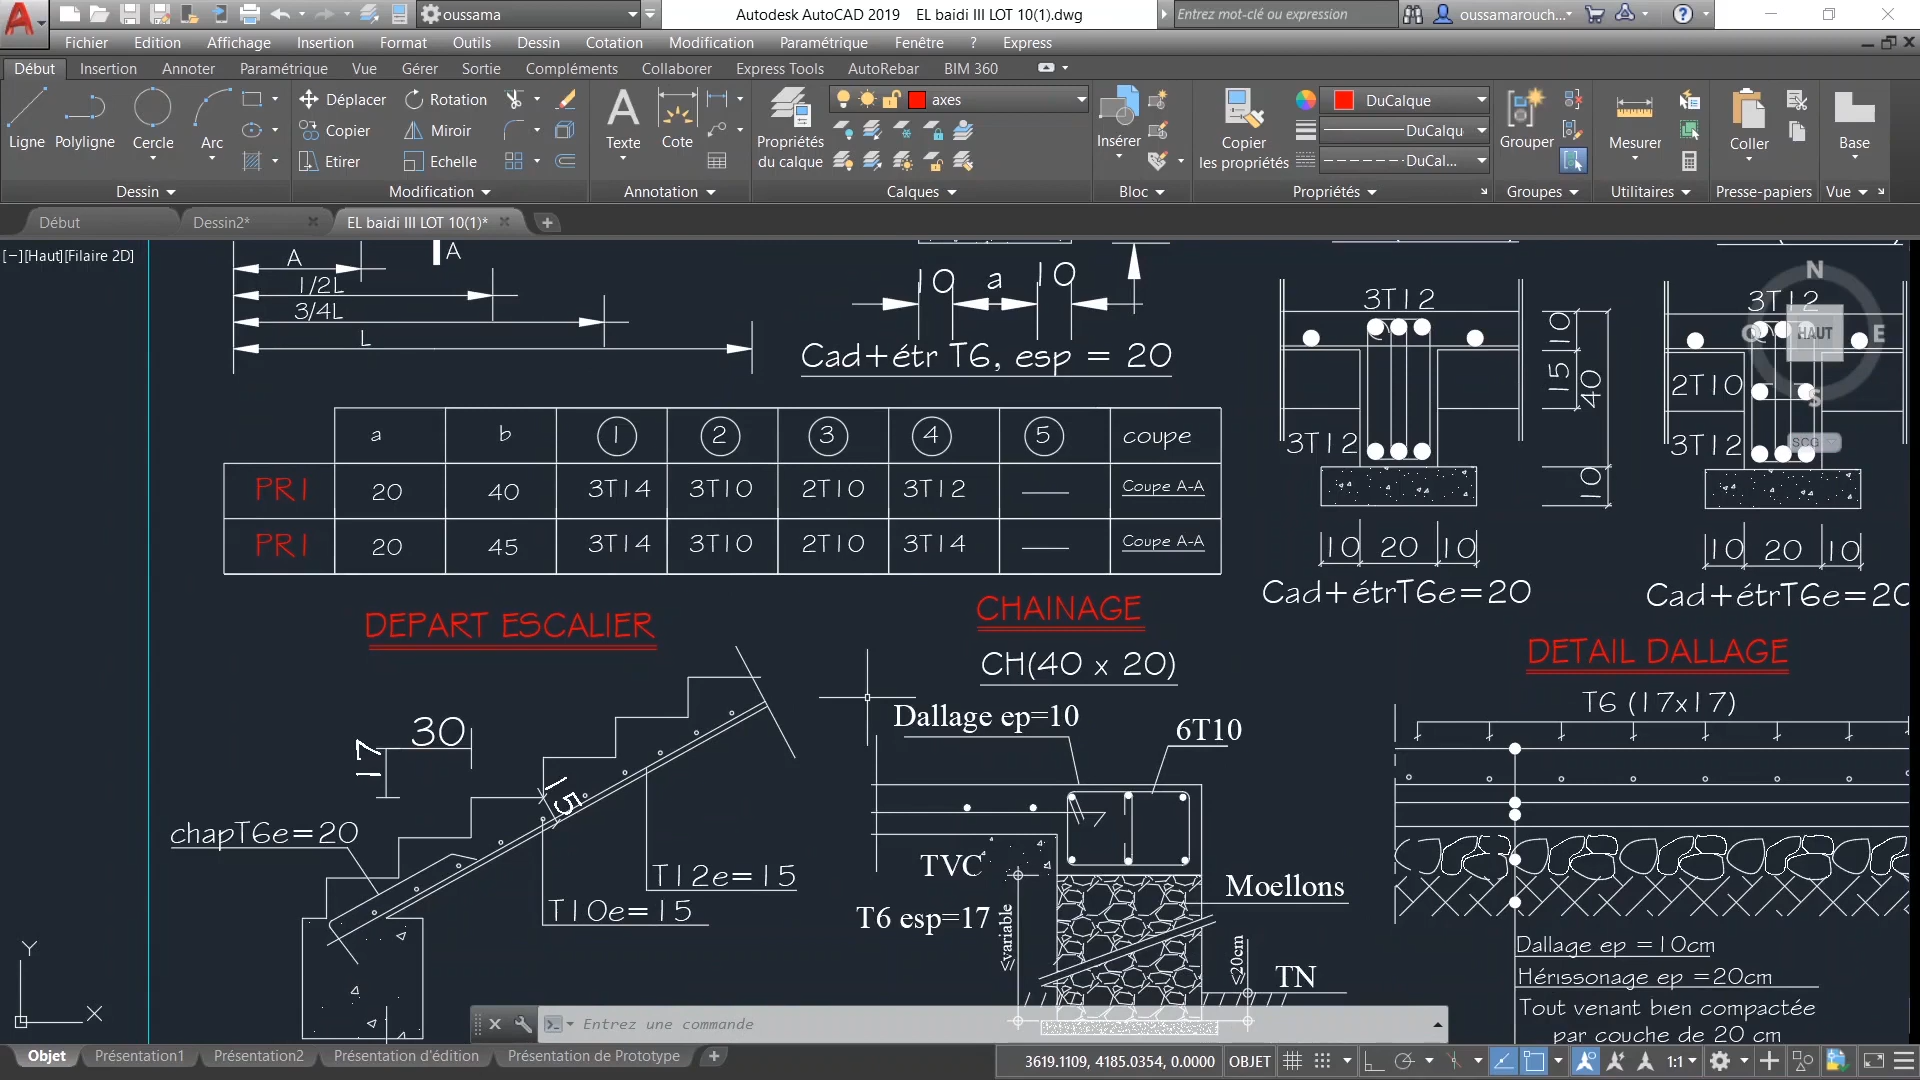 oussama
Autodesk AutoCAD 2019 EL baidi III LOT 10(1).dwg
Entrez mot-clé ou expression
oussamarouch...
Fichier Edition Affichage Insertion Format Outils Dessin Cotation Modification Paramétrique Fenêtre ? Express
Début Insertion Annoter Paramétrique Vue Gérer Sortie Compléments Collaborer Express Tools AutoRebar BIM 360
Ligne Polyligne Cercle Arc
Déplacer Rotation
Copier Miroir
Etirer Echelle
Texte Cote
Propriétés du calque
axes
Insérer
Copier les propriétés
DuCalque
DuCalqu
DuCal...
Grouper
Mesurer
Coller
Base
Dessin Modification Annotation Calques Bloc Propriétés Groupes Utilitaires Presse-papiers Vue
Début Dessin2* EL baidi III LOT 10(1)*
[−][Haut][Filaire 2D]
A
A
1/2L
3/4L
L
10 a 10
Cad+étr T6, esp = 20
a b 1 2 3 4 5 coupe
PR1 20 40 3T14 3T10 2T10 3T12 Coupe A-A
PR1 20 45 3T14 3T10 2T10 3T14 Coupe A-A
3T12
3T12
10
15
40
10
10 20 10
Cad+étrT6e=20
3T12
2T10
3T12
10 20 10
Cad+étrT6e=20
N
O HAUT E
S
SCG
DEPART ESCALIER
30
17
15
chapT6e=20
T12e=15
T10e=15
CHAINAGE
CH(40 x 20)
Dallage ep=10
6T10
TVC
T6 esp=17
≤variable
Moellons
≤20cm
TN
DETAIL DALLAGE
T6 (17x17)
Dallage ep =10cm
Hérissonage ep =20cm
Tout venant bien compactée
par couche de 20 cm
Y
X
Entrez une commande
Objet Présentation1 Présentation2 Présentation d'édition Présentation de Prototype
3619.1109, 4185.0354, 0.0000 OBJET 1:1